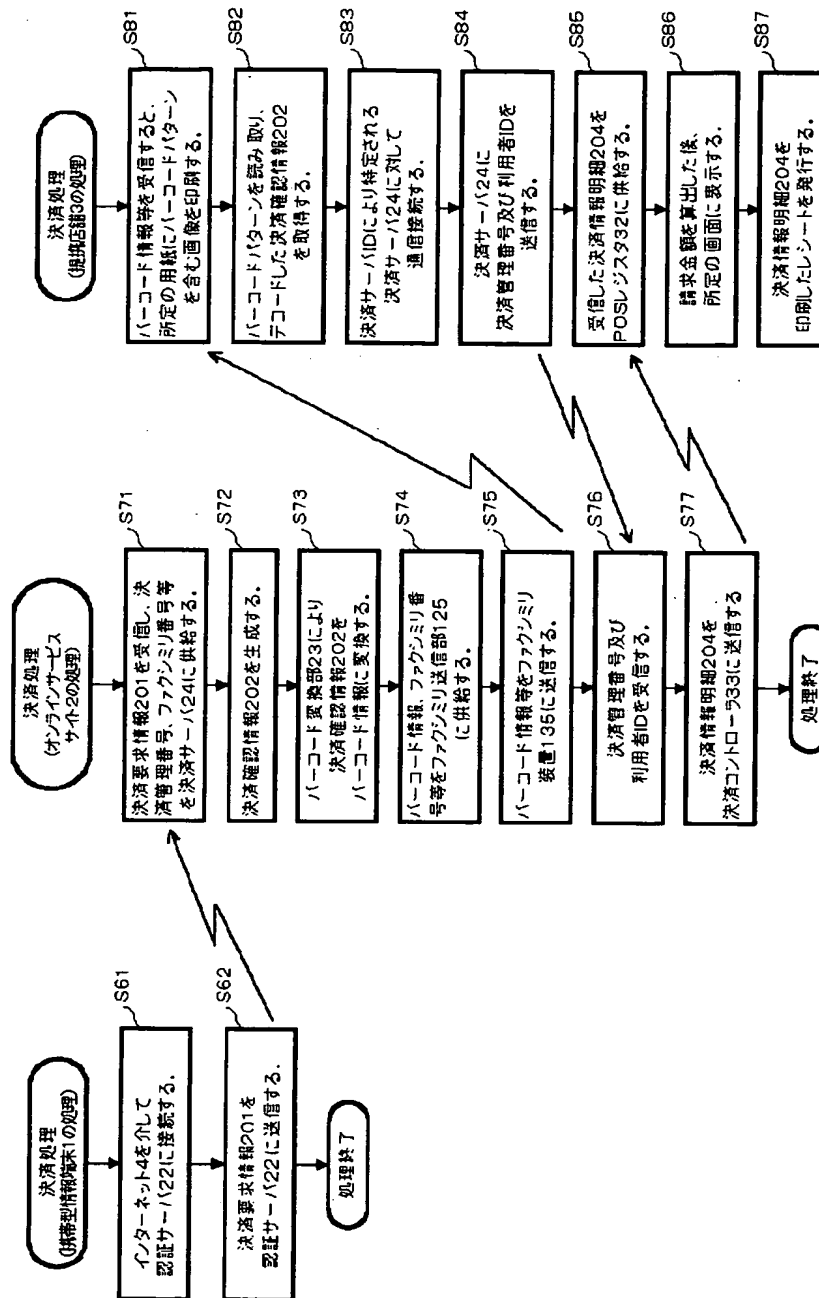 決済処理
(携帯型情報端末1の処理)
S61
インターネット4を介して
認証サーバ22に接続する。
S62
決済要求情報201を
認証サーバ22に送信する。
処理終了
決済処理
(オンラインサービス
サイト2の処理)
S71
決済要求情報201を受信し、決
済管理番号、ファクシミリ番号等
を決済サーバ24に供給する。
S72
決済確認情報202を生成する。
S73
バーコード変換部23により
決済確認情報202を
バーコード情報に変換する。
S74
バーコード情報、ファクシミリ番
号等をファクシミリ送信部125
に供給する。
S75
バーコード情報等をファクシミリ
装置135に送信する。
S76
決済管理番号及び
利用者IDを受信する。
S77
決済情報明細204を
決済コントローラ33に送信する
処理終了
決済処理
(提携店舗3の処理)
S81
バーコード情報等を受信すると、
所定の用紙にバーコードパターン
を含む画像を印刷する。
S82
バーコードパターンを読み取り、
デコードした決済確認情報202
を取得する。
S83
決済サーバIDにより特定される
決済サーバ24に対して
通信接続する。
S84
決済サーバ24に
決済管理番号及び利用者IDを
送信する。
S85
受信した決済情報明細204を
POSレジスタ32に供給する。
S86
請求金額を算出した後、
所定の画面に表示する。
S87
決済情報明細204を
印刷したレシートを発行する。